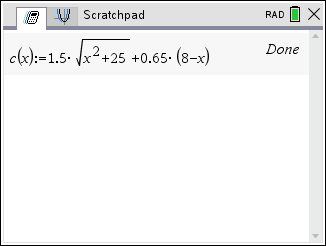 Scratchpad RAD
c(x):=1.5·√(x²+25)+0.65·(8−x) Done